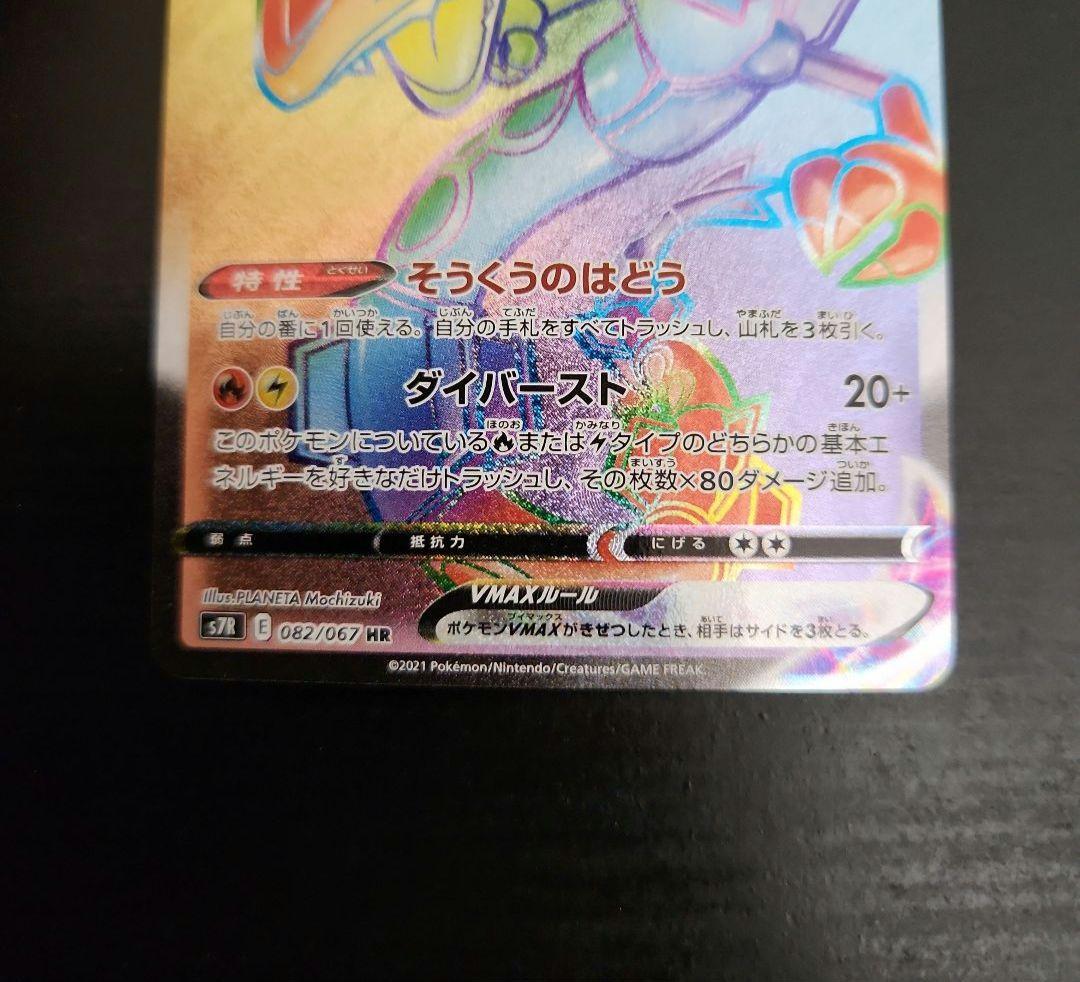 特性 とくせい そうくうのはどう
自分の番に1回使える。自分の手札をすべてトラッシュし、山札を3枚引く。
ダイバースト 20+
このポケモンについているまたはタイプのどちらかの基本エ
ネルギーを好きなだけトラッシュし、その枚数×80ダメージ追加。
弱点 抵抗力 にげる
Illus.PLANETA Mochizuki
VMAXルール
ポケモンVMAXがきぜつしたとき、相手はサイドを3枚とる。
s7R E 082/067 HR
©2021 Pokémon/Nintendo/Creatures/GAME FREAK.